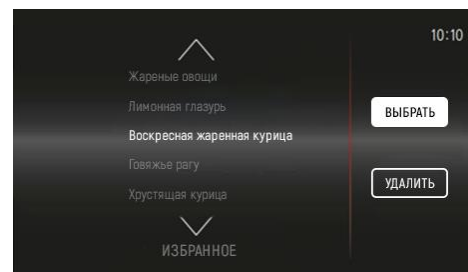 10:10
Жареные овощи
Лимонная глазурь
Воскресная жаренная курица
Говяжье рагу
Хрустящая курица
ИЗБРАННОЕ
ВЫБРАТЬ
УДАЛИТЬ